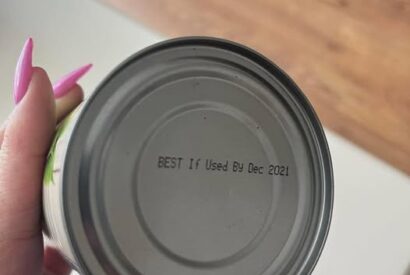 BEST If Used By Dec 2021